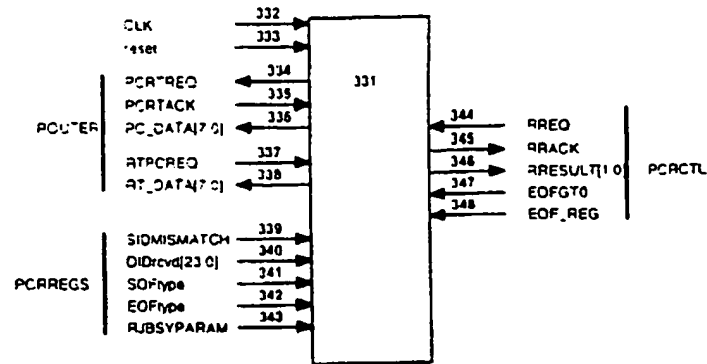 CLK 332
reset 333
PCRTREQ 334
PCRTACK 335
PC_DATA[7:0] 336
RTPCREQ 337
RT_DATA[7:0] 338
ROUTER
SIDMISMATCH 339
OIDrcvd[23:0] 340
SOFtype 341
EOFtype 342
RJBSYPARAM 343
PCRREGS
331
344 RREQ
345 RRACK
346 RRESULT[1:0]
347 EOFGT0
348 EOF_REG
PCRCTL